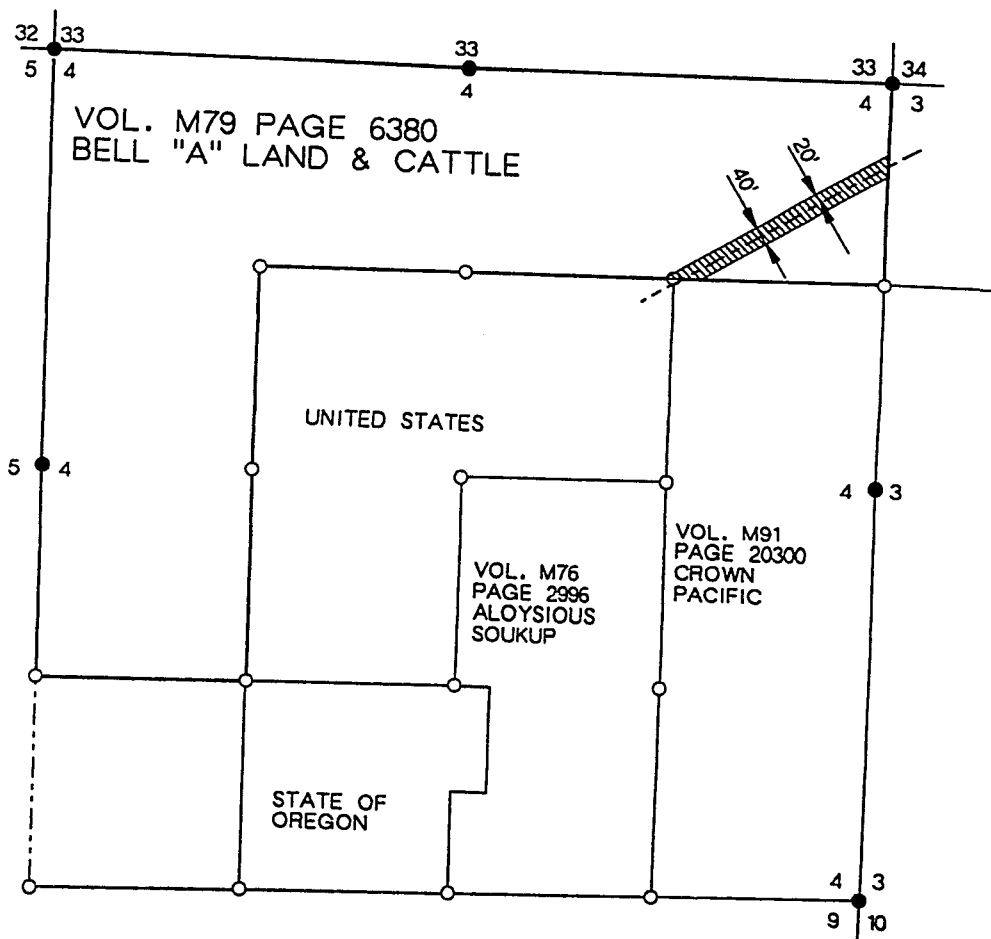 32 33
5 4
33
4
33 34
4 3
VOL. M79 PAGE 6380
BELL "A" LAND & CATTLE
20'
40'
UNITED STATES
5 4
4 3
VOL. M91
PAGE 20300
CROWN
PACIFIC
VOL. M76
PAGE 2996
ALOYSIOUS
SOUKUP
STATE OF
OREGON
4 3
9 10